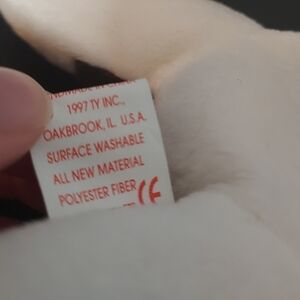 1997 TY INC.,
OAKBROOK, IL. U.S.A.
SURFACE WASHABLE
ALL NEW MATERIAL
POLYESTER FIBER
CE